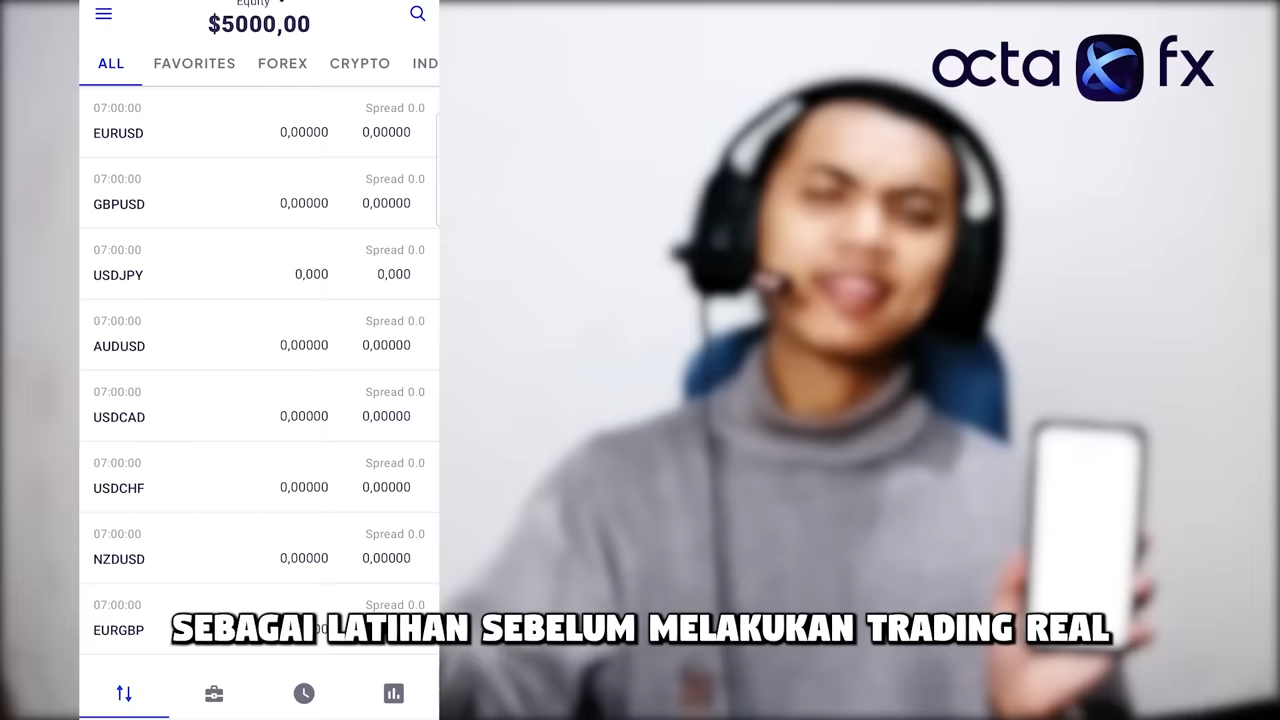 Equity
$5000,00
ALL FAVORITES FOREX CRYPTO IND
07:00:00 Spread 0.0
EURUSD 0,00000 0,00000
07:00:00 Spread 0.0
GBPUSD 0,00000 0,00000
07:00:00 Spread 0.0
USDJPY 0,000 0,000
07:00:00 Spread 0.0
AUDUSD 0,00000 0,00000
07:00:00 Spread 0.0
USDCAD 0,00000 0,00000
07:00:00 Spread 0.0
USDCHF 0,00000 0,00000
07:00:00 Spread 0.0
NZDUSD 0,00000 0,00000
07:00:00 Spread 0.0
EURGBP
octa fx
SEBAGAI LATIHAN SEBELUM MELAKUKAN TRADING REAL